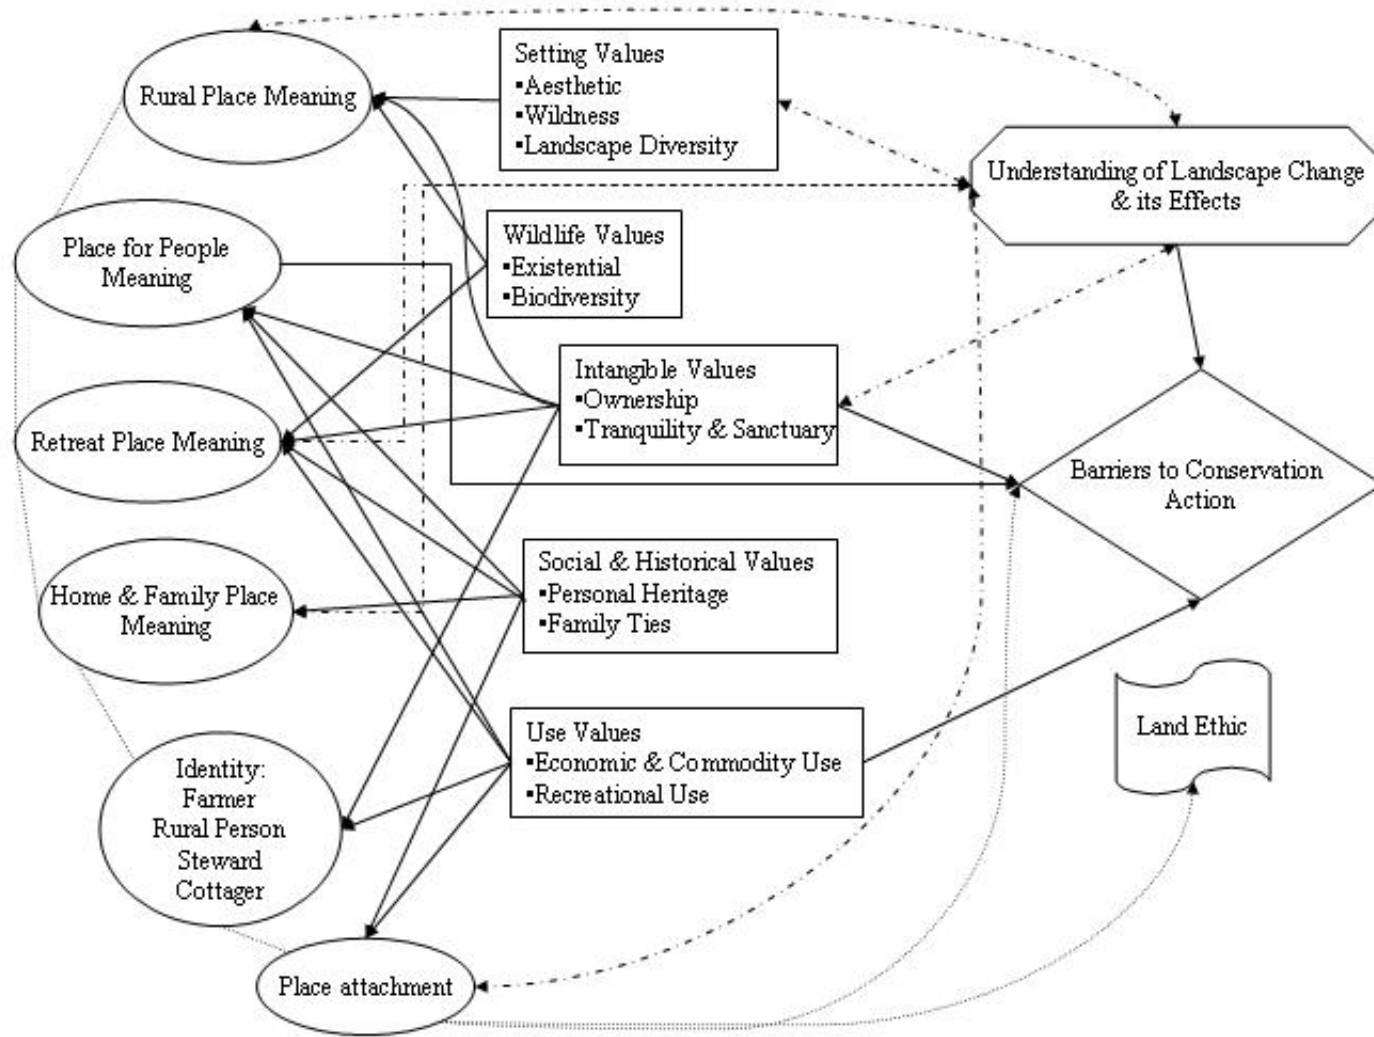 Rural Place Meaning
Setting Values
▪Aesthetic
▪Wildness
▪Landscape Diversity
Understanding of Landscape Change
& its Effects
Place for People
Meaning
Wildlife Values
▪Existential
▪Biodiversity
Retreat Place Meaning
Intangible Values
▪Ownership
▪Tranquility & Sanctuary
Barriers to Conservation
Action
Home & Family Place
Meaning
Social & Historical Values
▪Personal Heritage
▪Family Ties
Identity:
Farmer
Rural Person
Steward
Cottager
Use Values
▪Economic & Commodity Use
▪Recreational Use
Land Ethic
Place attachment